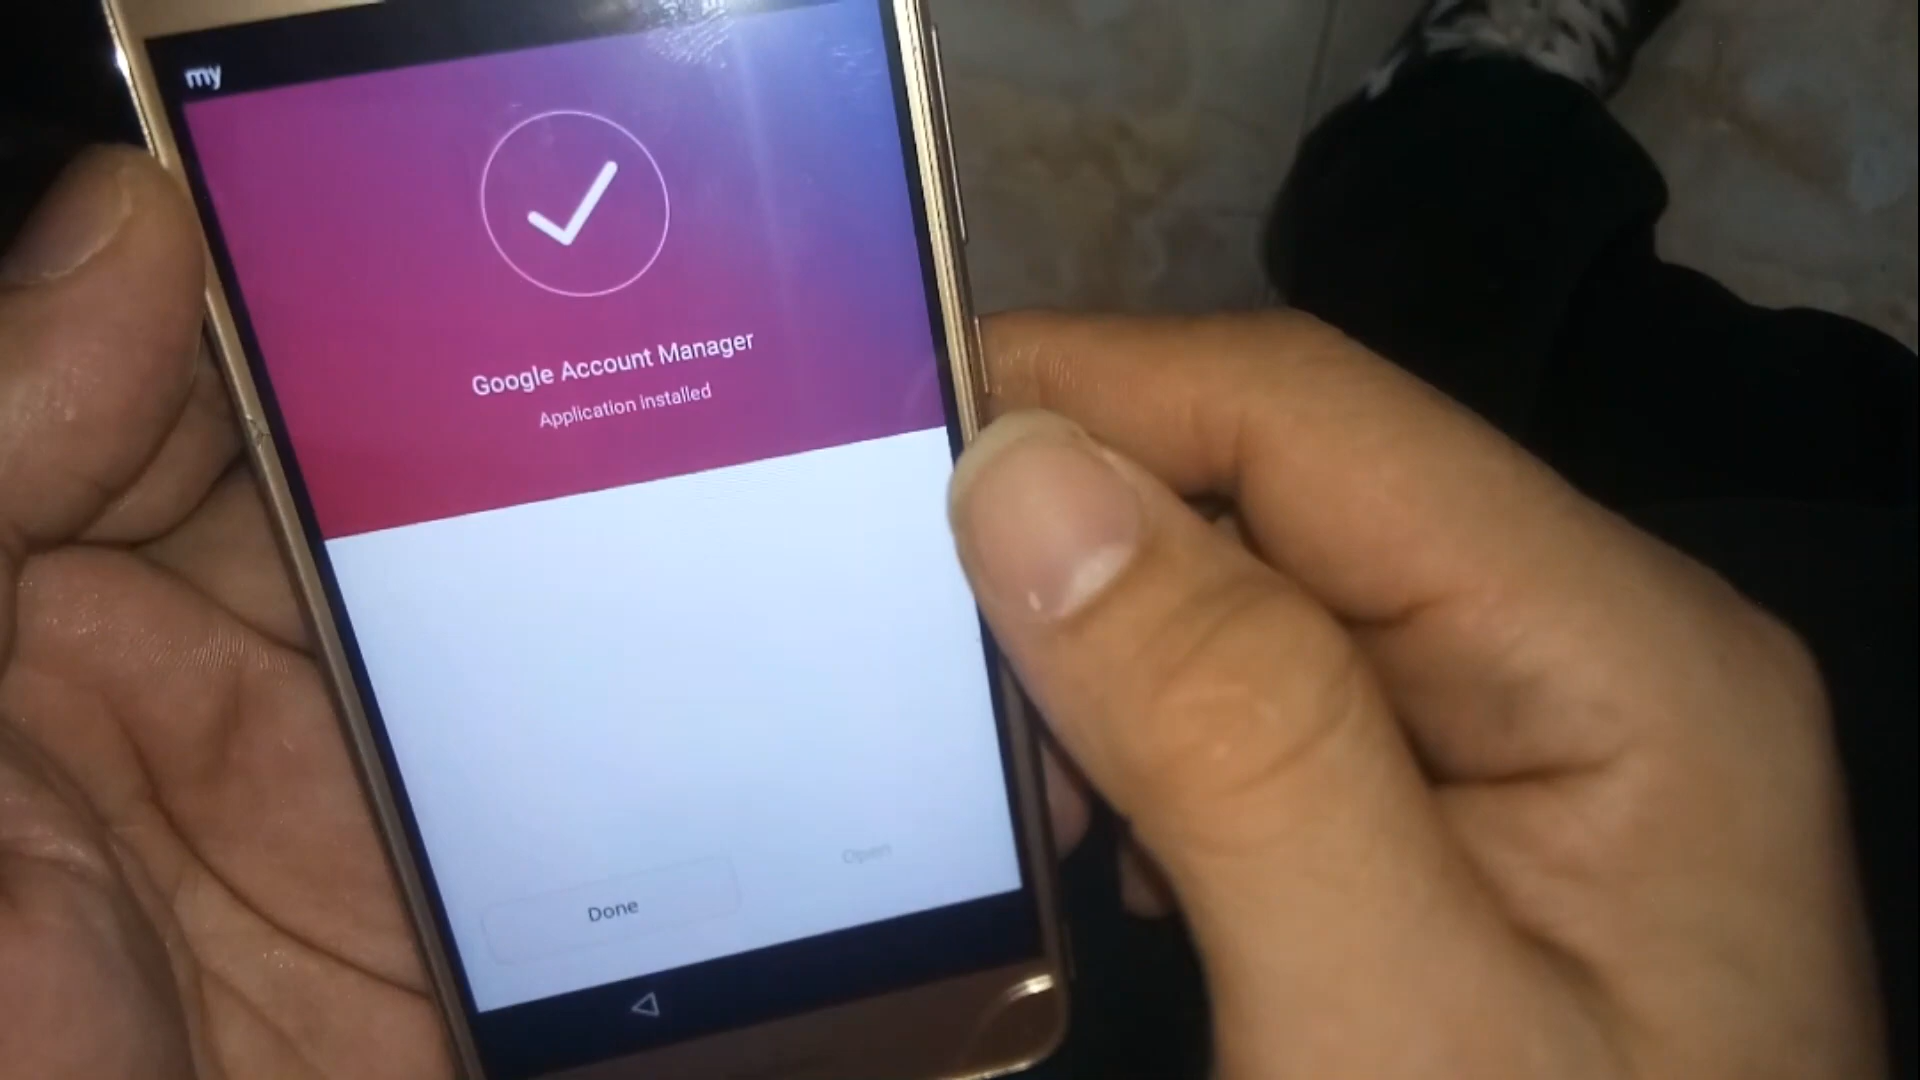 my
Google Account Manager
Application installed
Open
Done